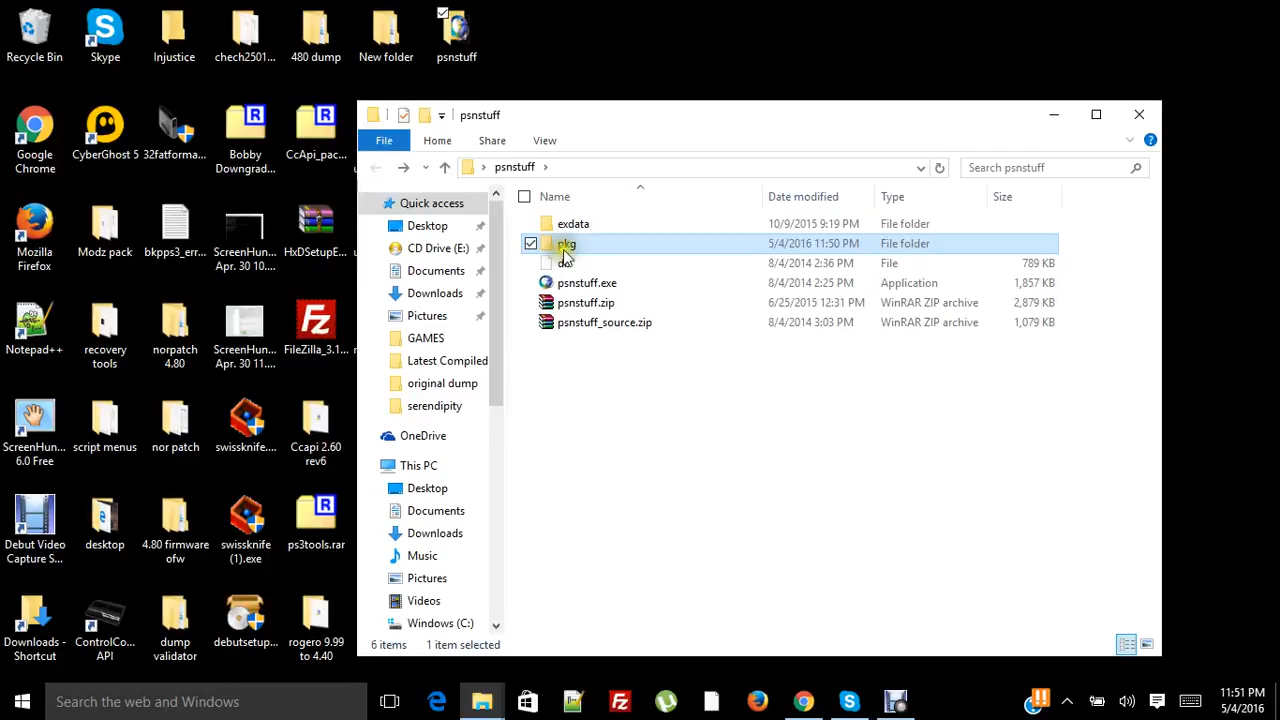 Recycle Bin
Skype
Injustice
chech2501...
480 dump
New folder
psnstuff
Google
Chrome
CyberGhost 5
32fatforma...
Bobby
Downgrad...
CcApi_pac...
Mozilla
Firefox
Modz pack
bkpps3_err...
ScreenHun...
Apr. 30 10....
HxDSetupE...
Notepad++
recovery
tools
norpatch
4.80
ScreenHun...
Apr. 30 11....
FileZilla_3.1...
ScreenHun...
6.0 Free
script menus
nor patch
swissknife....
Ccapi 2.60
rev6
Debut Video
Capture S...
desktop
4.80 firmware
ofw
swissknife
(1).exe
ps3tools.rar
Downloads -
Shortcut
ControlCo...
API
dump
validator
debutsetup...
rogero 9.99
to 4.40
psnstuff
File
Home
Share
View
psnstuff
Search psnstuff
Name
Date modified
Type
Size
exdata
10/9/2015 9:19 PM
File folder
pkg
5/4/2016 11:50 PM
File folder
8/4/2014 2:36 PM
File
789 KB
psnstuff.exe
8/4/2014 2:25 PM
Application
1,857 KB
psnstuff.zip
6/25/2015 12:31 PM
WinRAR ZIP archive
2,879 KB
psnstuff_source.zip
8/4/2014 3:03 PM
WinRAR ZIP archive
1,079 KB
Quick access
Desktop
CD Drive (E:)
Documents
Downloads
Pictures
GAMES
Latest Compiled
original dump
serendipity
OneDrive
This PC
Desktop
Documents
Downloads
Music
Pictures
Videos
Windows (C:)
6 items
1 item selected
Search the web and Windows
11:51 PM
5/4/2016